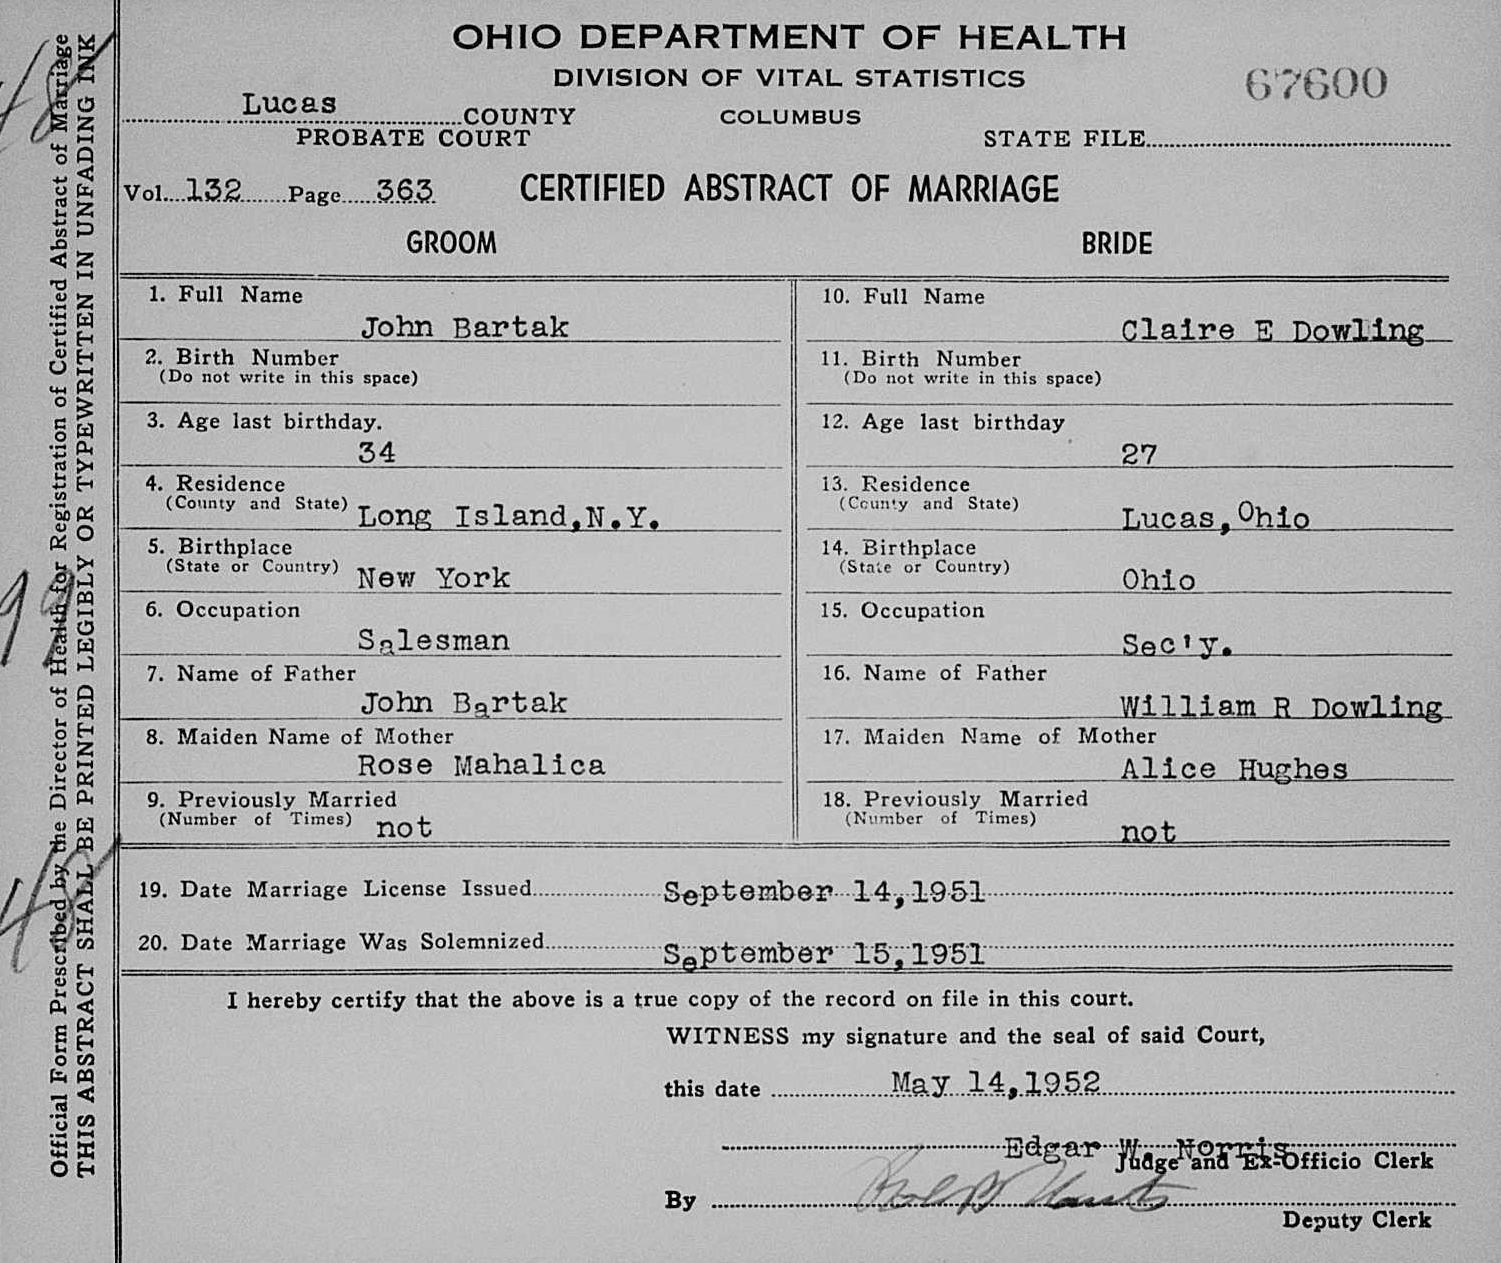 OHIO DEPARTMENT OF HEALTH
DIVISION OF VITAL STATISTICS
67600
Lucas COUNTY
COLUMBUS
PROBATE COURT
STATE FILE
Vol. 132 Page 363
CERTIFIED ABSTRACT OF MARRIAGE
GROOM
BRIDE
1. Full Name
John Bartak
2. Birth Number
(Do not write in this space)
3. Age last birthday.
34
4. Residence
(County and State) Long Island, N.Y.
5. Birthplace
(State or Country) New York
6. Occupation
Salesman
7. Name of Father
John Bartak
8. Maiden Name of Mother
Rose Mahalica
9. Previously Married
(Number of Times) not
10. Full Name
Claire E Dowling
11. Birth Number
(Do not write in this space)
12. Age last birthday
27
13. Residence
(County and State)
Lucas, Ohio
14. Birthplace
(State or Country)
Ohio
15. Occupation
Sec'y.
16. Name of Father
William R Dowling
17. Maiden Name of Mother
Alice Hughes
18. Previously Married
(Number of Times)
not
19. Date Marriage License Issued September 14, 1951
20. Date Marriage Was Solemnized September 15, 1951
I hereby certify that the above is a true copy of the record on file in this court.
WITNESS my signature and the seal of said Court,
this date May 14, 1952
Edgar W. Norris
Judge and Ex-Officio Clerk
By
Deputy Clerk
Official Form Prescribed by the Director of Health for Registration of Certified Abstract of Marriage
THIS ABSTRACT SHALL BE PRINTED LEGIBLY OR TYPEWRITTEN IN UNFADING INK
48
99
48